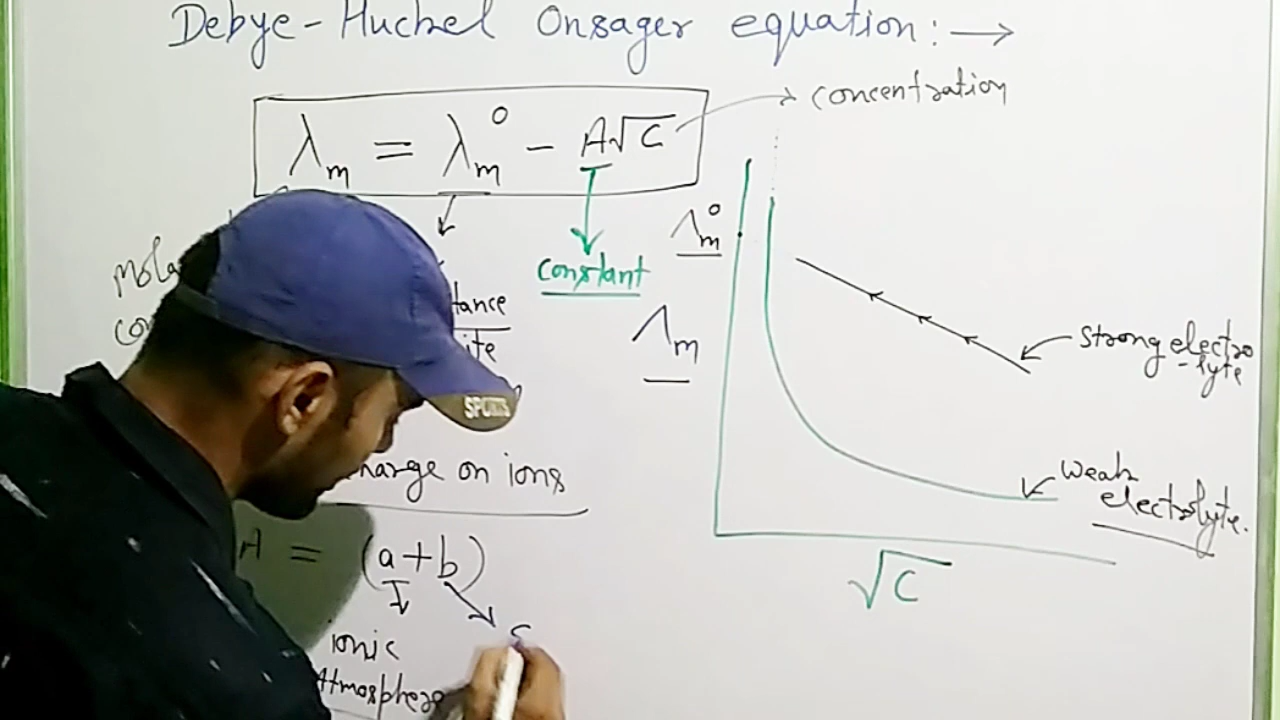 Debye-Huckel Onsager equation:→
λm = λm° - A√C
→ concentration
constant
Λm°
Λm
Strong electro
-lyte
Weak
electrolyte.
√C
on ions
A = (a+b)
ionic
Atmosphere
SPORTS